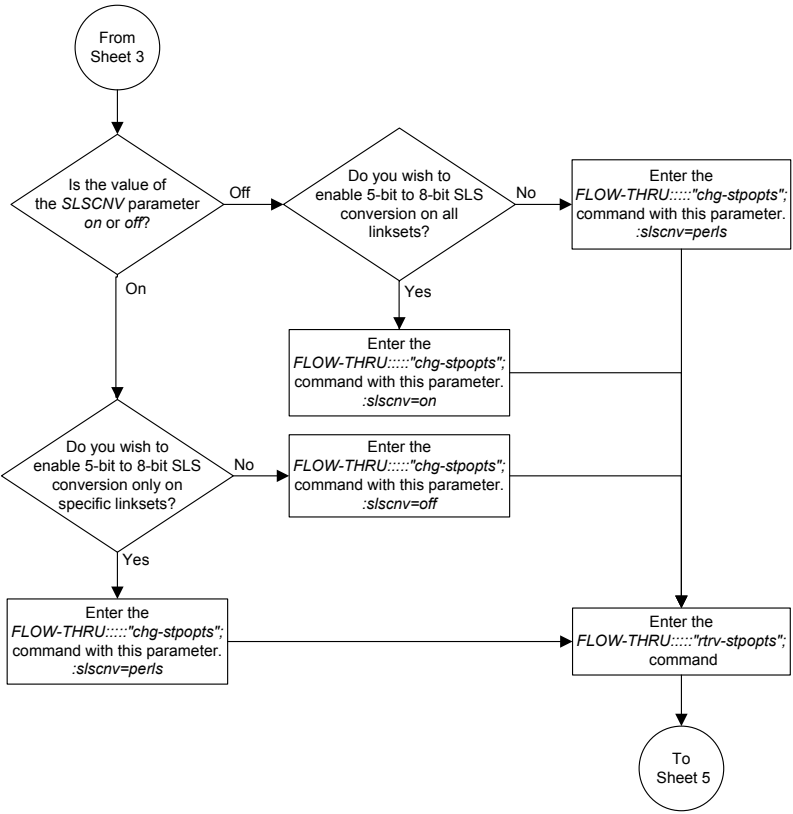 From
Sheet 3
Is the value of
the SLSCNV parameter
on or off?
Off
Do you wish to
enable 5-bit to 8-bit SLS
conversion on all
linksets?
No
Enter the
FLOW-THRU:::::"chg-stpopts";
command with this parameter.
:slscnv=perls
On
Yes
Enter the
FLOW-THRU:::::"chg-stpopts";
command with this parameter.
:slscnv=on
Do you wish to
enable 5-bit to 8-bit SLS
conversion only on
specific linksets?
No
Enter the
FLOW-THRU:::::"chg-stpopts";
command with this parameter.
:slscnv=off
Yes
Enter the
FLOW-THRU:::::"chg-stpopts";
command with this parameter.
:slscnv=perls
Enter the
FLOW-THRU:::::"rtrv-stpopts";
command
To
Sheet 5